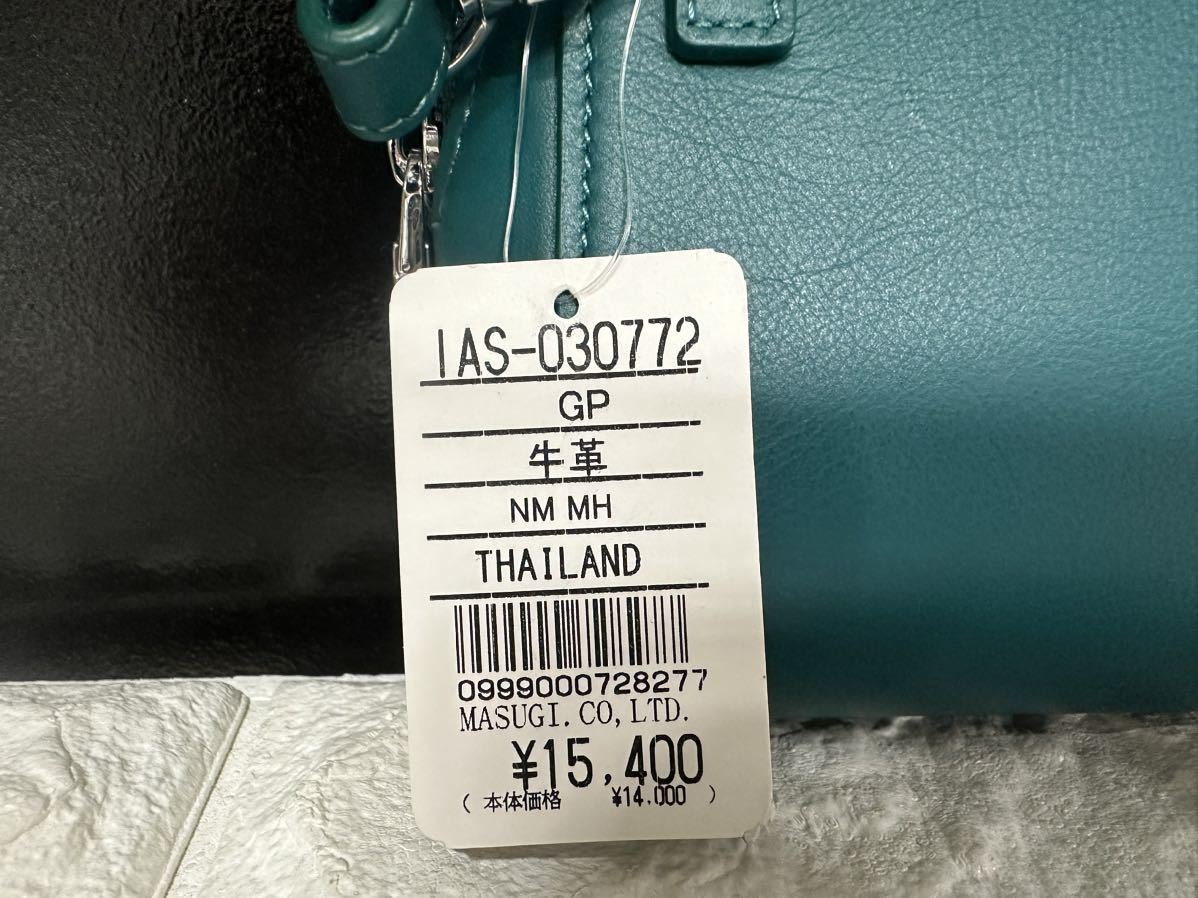 IAS-030772
GP
牛革
NM MH
THAILAND
0999000728277
MASUGI.CO,LTD.
¥15,400
( 本体価格 ¥14,000 )